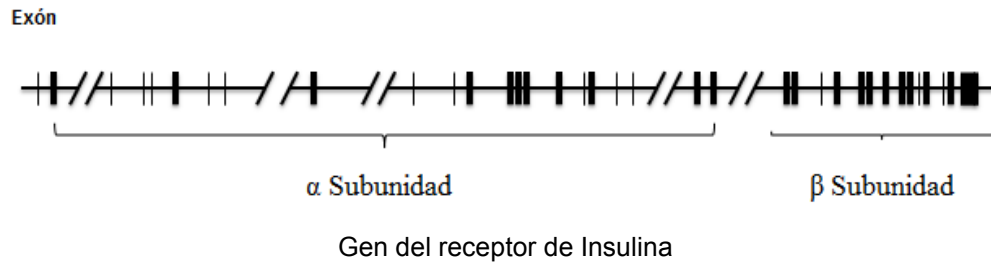 Exón
α Subunidad
β Subunidad
Gen del receptor de Insulina